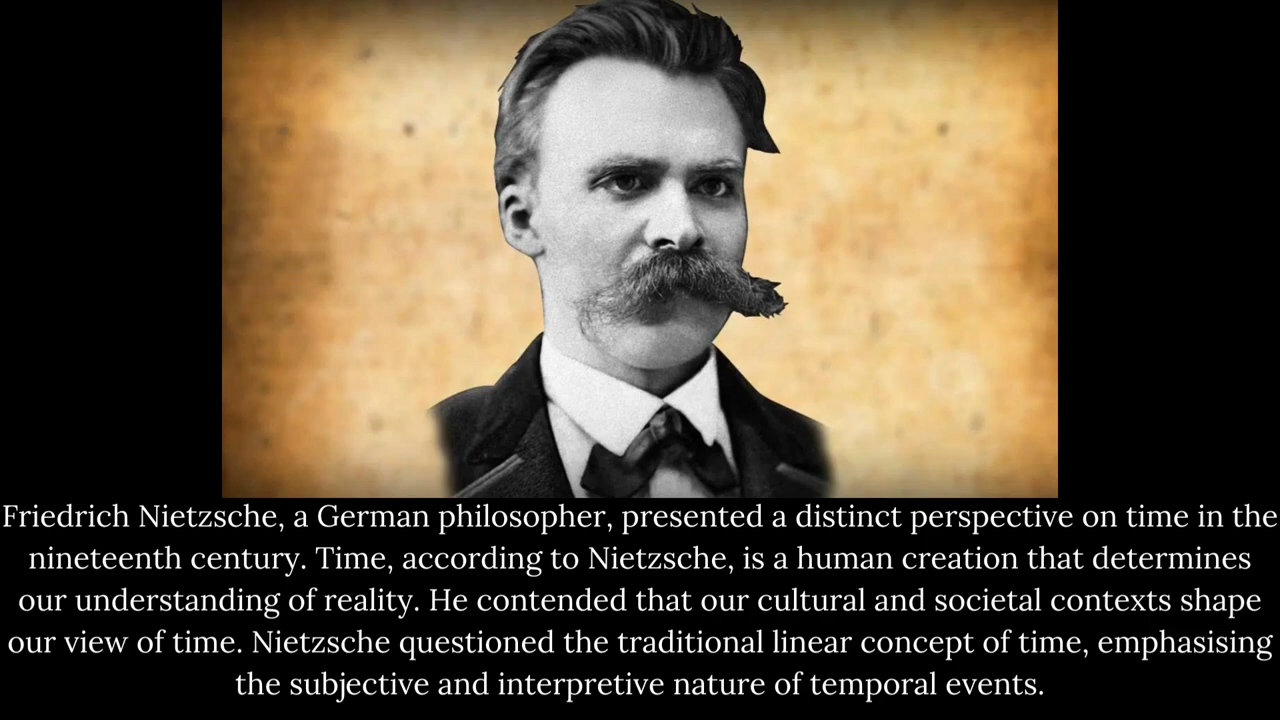 Friedrich Nietzsche, a German philosopher, presented a distinct perspective on time in the
nineteenth century. Time, according to Nietzsche, is a human creation that determines
our understanding of reality. He contended that our cultural and societal contexts shape
our view of time. Nietzsche questioned the traditional linear concept of time, emphasising
the subjective and interpretive nature of temporal events.